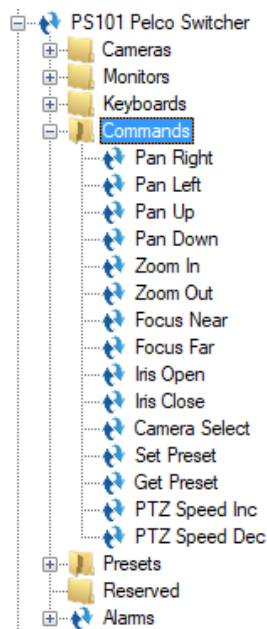 PS101 Pelco Switcher
Cameras
Monitors
Keyboards
Commands
Pan Right
Pan Left
Pan Up
Pan Down
Zoom In
Zoom Out
Focus Near
Focus Far
Iris Open
Iris Close
Camera Select
Set Preset
Get Preset
PTZ Speed Inc
PTZ Speed Dec
Presets
Reserved
Alarms